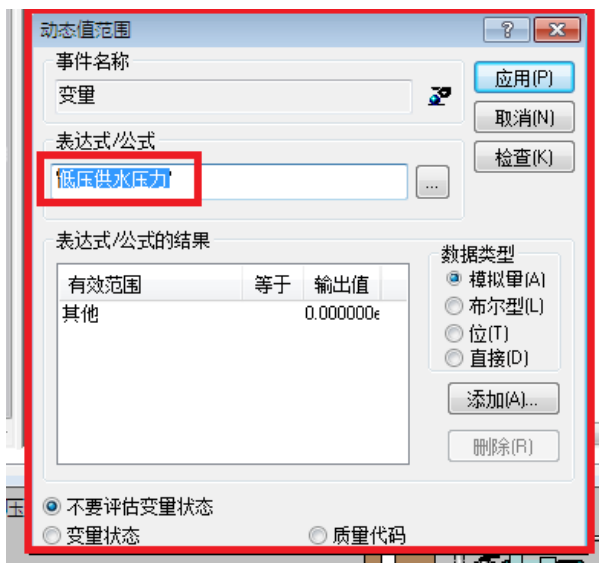 动态值范围
事件名称
变量
应用(P)
取消(N)
检查(K)
表达式/公式
'低压供水压力'
...
表达式/公式的结果
有效范围 等于 输出值
其他 0.000000e
数据类型
模拟里(A)
布尔型(L)
位(T)
直接(D)
添加(A)...
删除(R)
不要评估变量状态
变量状态
质量代码
压